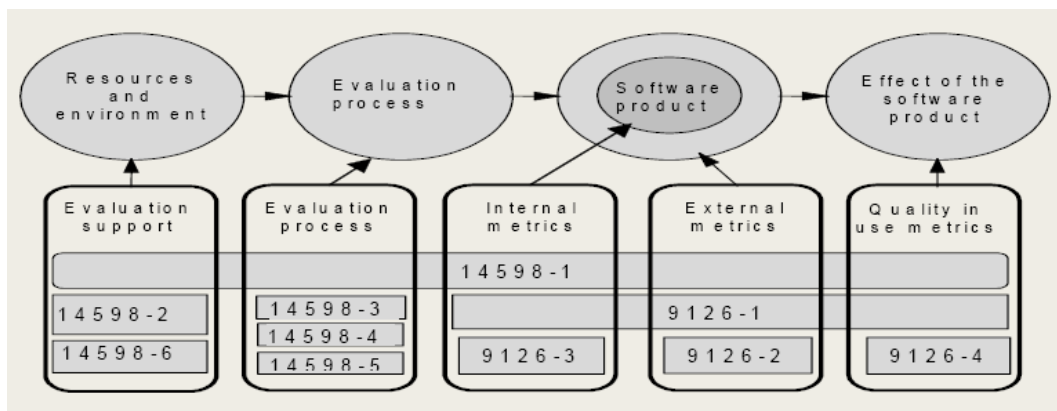 Resources
and
environment
Evaluation
process
Software
product
Effect of the
software
product
Evaluation
support
Evaluation
process
Internal
metrics
External
metrics
Quality in
use metrics
14598-1
14598-2
14598-3
9126-1
14598-4
14598-6
14598-5
9126-3
9126-2
9126-4